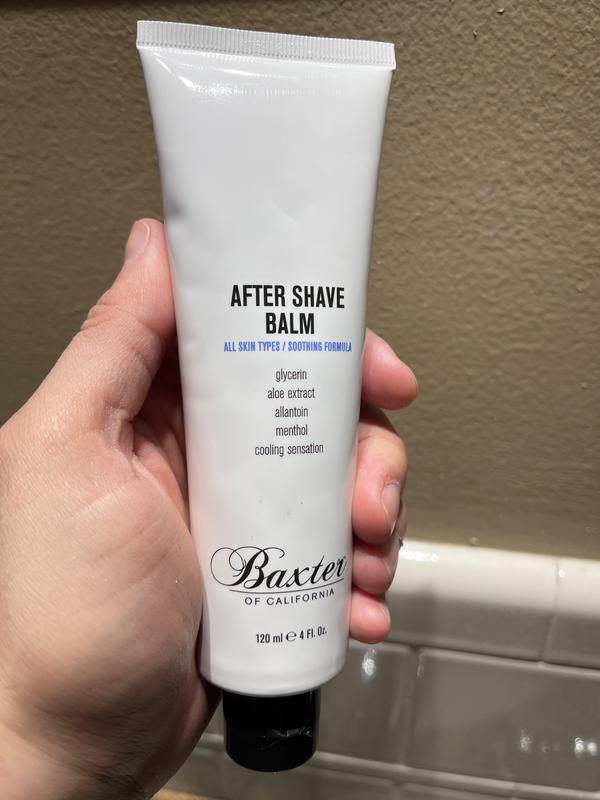 AFTER SHAVE
BALM
ALL SKIN TYPES / SOOTHING FORMULA
glycerin
aloe extract
allantoin
menthol
cooling sensation
Baxter
OF CALIFORNIA
120 ml ℮ 4 Fl. Oz.